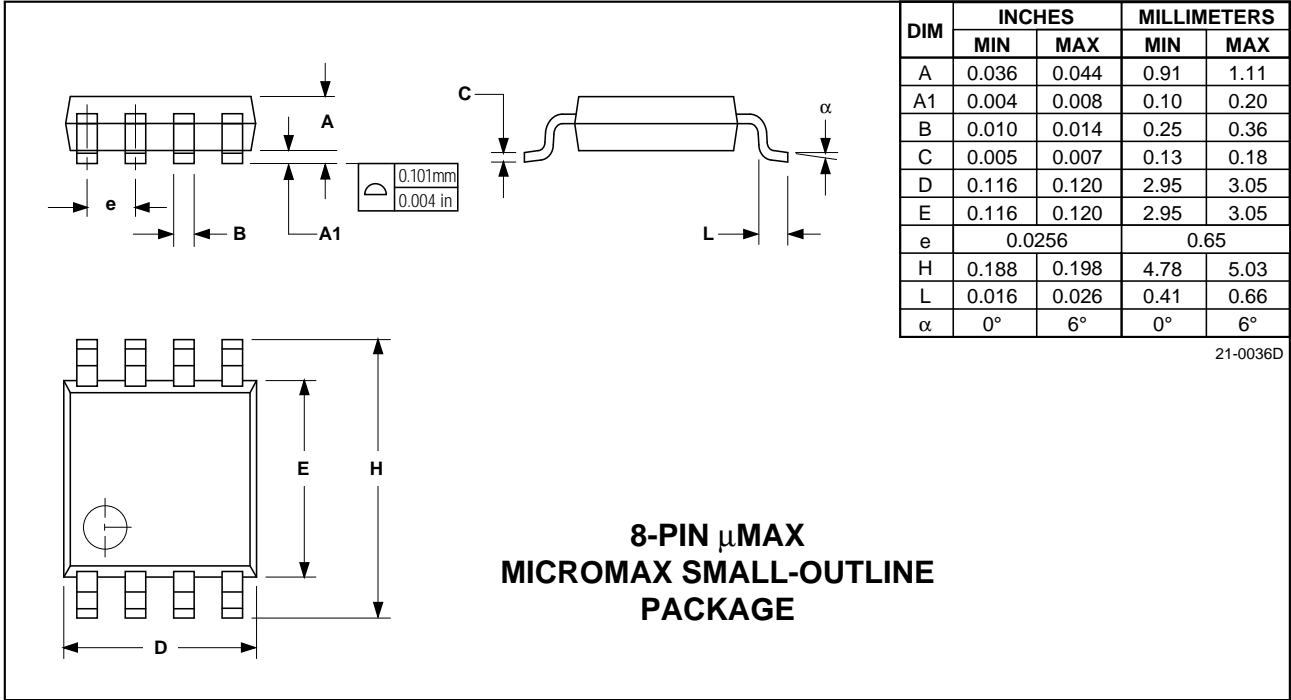 DIM INCHES MILLIMETERS
MIN MAX MIN MAX
A 0.036 0.044 0.91 1.11
A1 0.004 0.008 0.10 0.20
B 0.010 0.014 0.25 0.36
C 0.005 0.007 0.13 0.18
D 0.116 0.120 2.95 3.05
E 0.116 0.120 2.95 3.05
e 0.0256 0.65
H 0.188 0.198 4.78 5.03
L 0.016 0.026 0.41 0.66
α 0° 6° 0° 6°
21-0036D
A
e
B
A1
0.101mm
0.004 in
C
α
L
E
H
D
8-PIN µMAX
MICROMAX SMALL-OUTLINE
PACKAGE